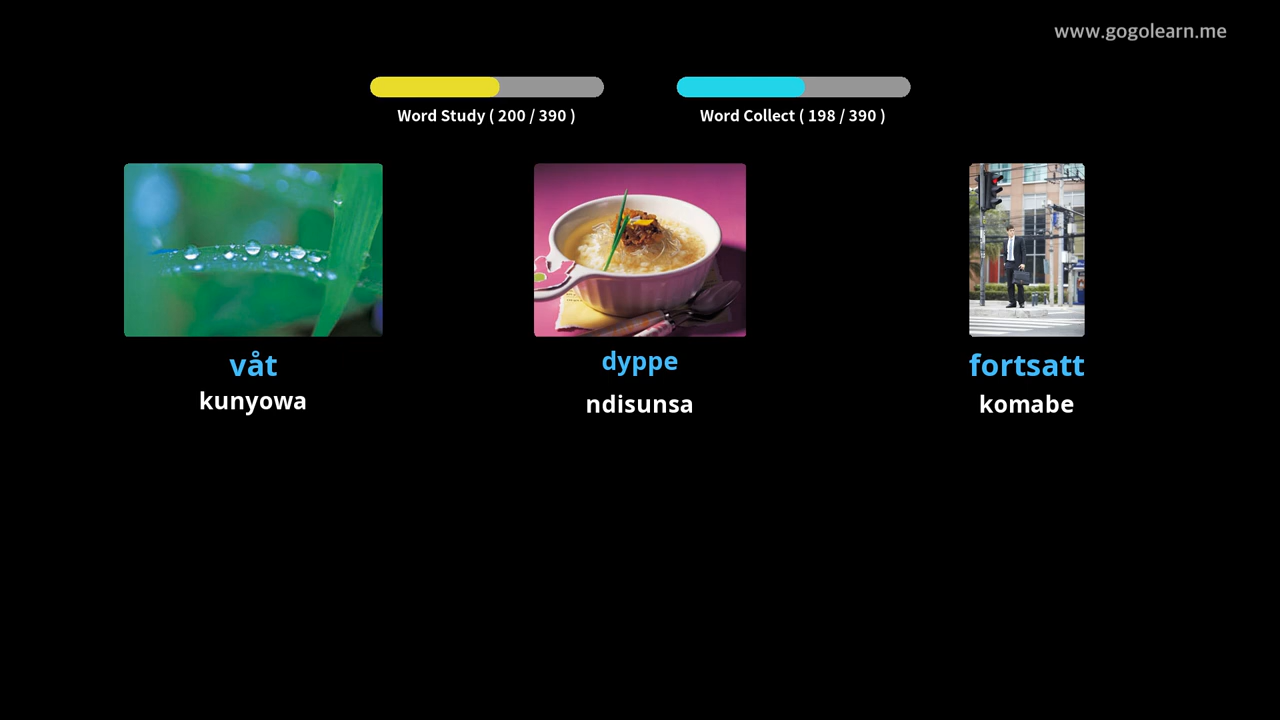 www.gogolearn.me
Word Study ( 200 / 390 )
Word Collect ( 198 / 390 )
våt
kunyowa
dyppe
ndisunsa
fortsatt
komabe